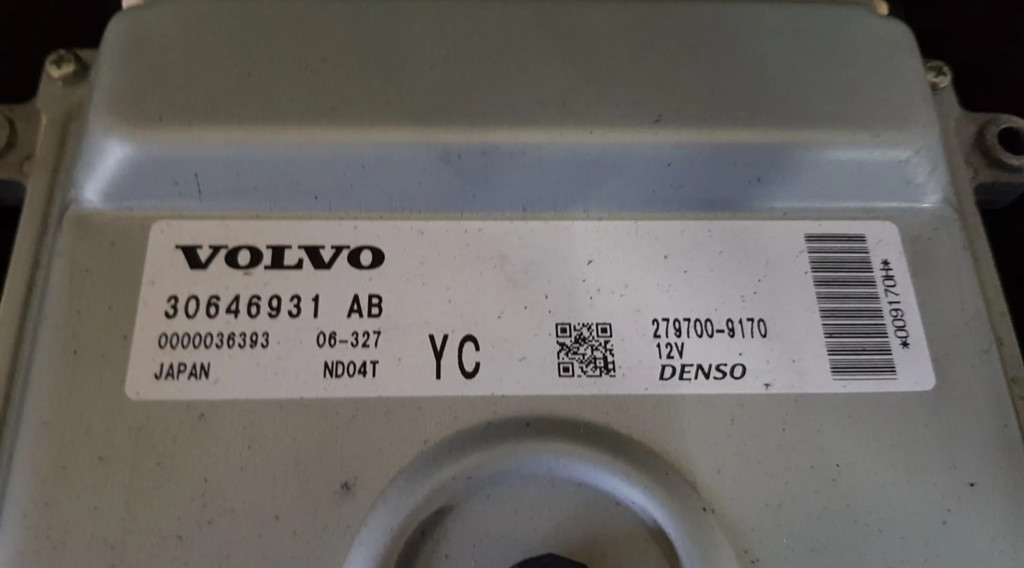 VOLVO
30646931 AB
0000036393 06-327
JAPAN ND04T
YC
279700-9170
12V
DENSO
*009170H*